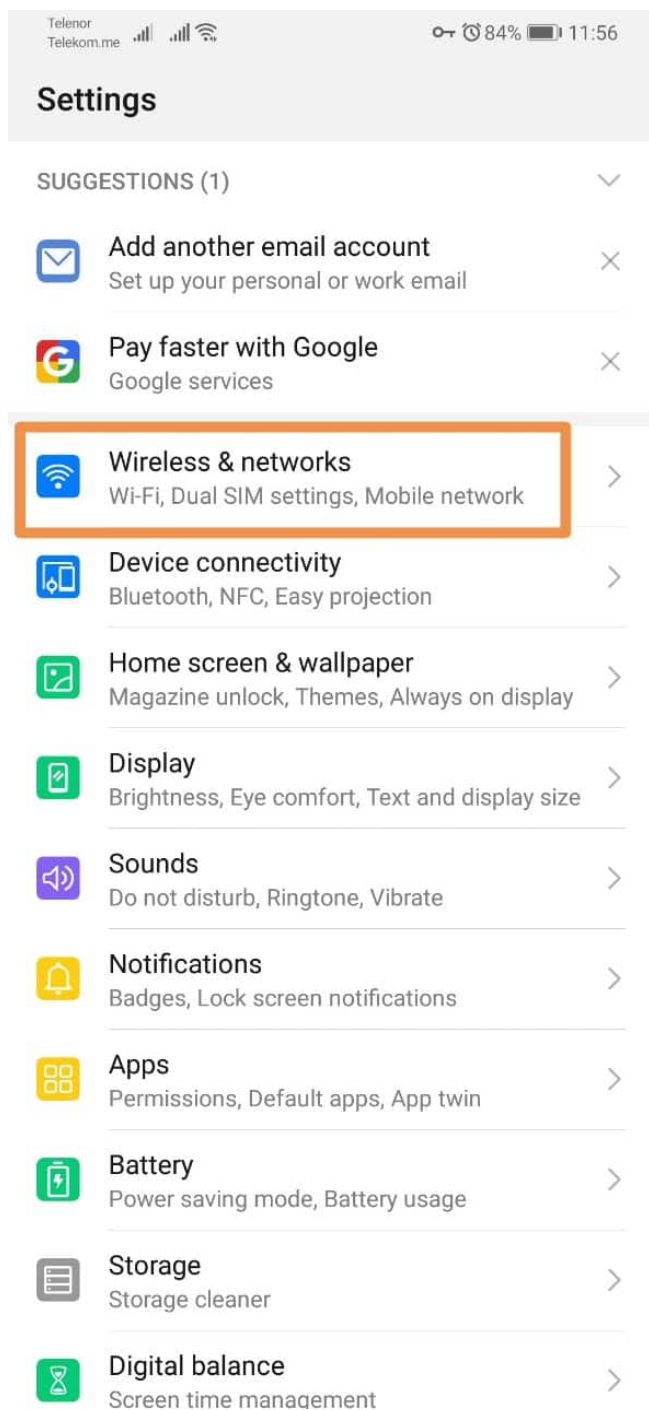 Telenor
Telekom.me
84% 11:56
Settings
SUGGESTIONS (1)
Add another email account
Set up your personal or work email
Pay faster with Google
Google services
Wireless & networks
Wi-Fi, Dual SIM settings, Mobile network
Device connectivity
Bluetooth, NFC, Easy projection
Home screen & wallpaper
Magazine unlock, Themes, Always on display
Display
Brightness, Eye comfort, Text and display size
Sounds
Do not disturb, Ringtone, Vibrate
Notifications
Badges, Lock screen notifications
Apps
Permissions, Default apps, App twin
Battery
Power saving mode, Battery usage
Storage
Storage cleaner
Digital balance
Screen time management